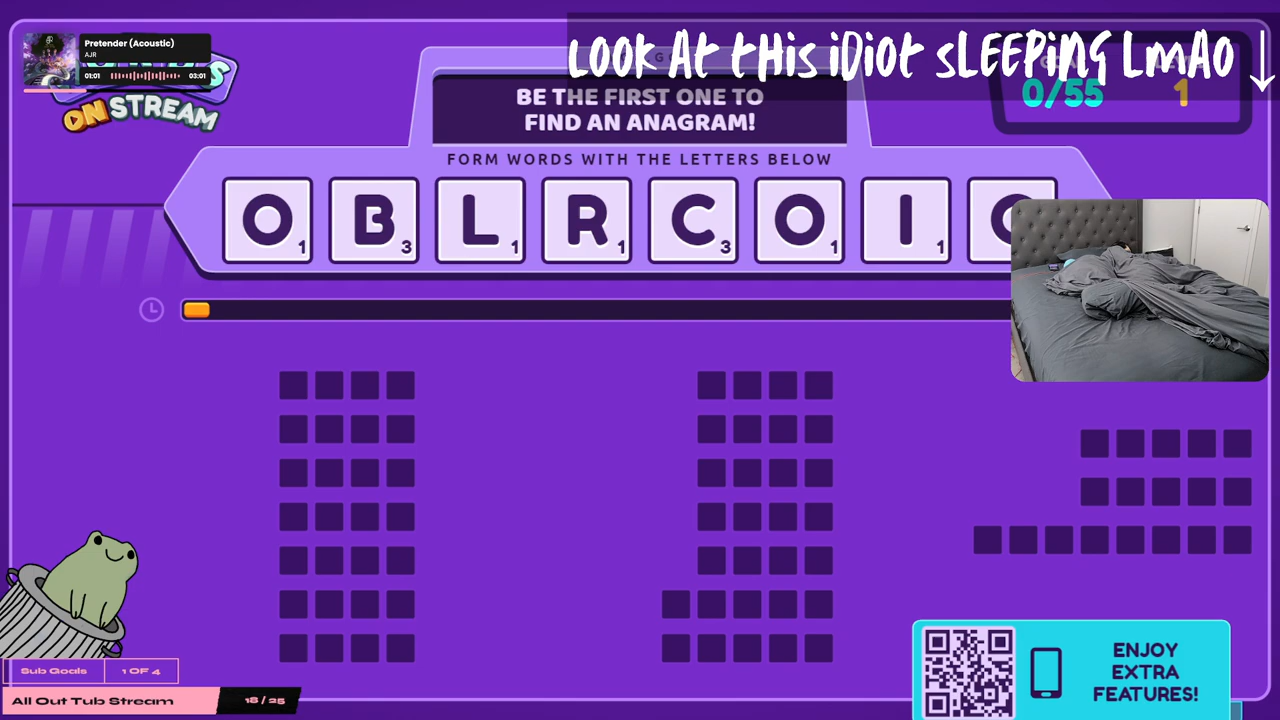 Pretender (Acoustic)
AJR
01:01 03:01
ON STREAM
LOOK At tHis iDiot sLEEPiNG LmAO
0/55 1
BE THE FIRST ONE TO
FIND AN ANAGRAM!
FORM WORDS WITH THE LETTERS BELOW
O 1 B 3 L 1 R 1 C 3 O 1 I 1
ENJOY
EXTRA
FEATURES!
Sub Goals 1 OF 4
All Out Tub Stream 18 / 25